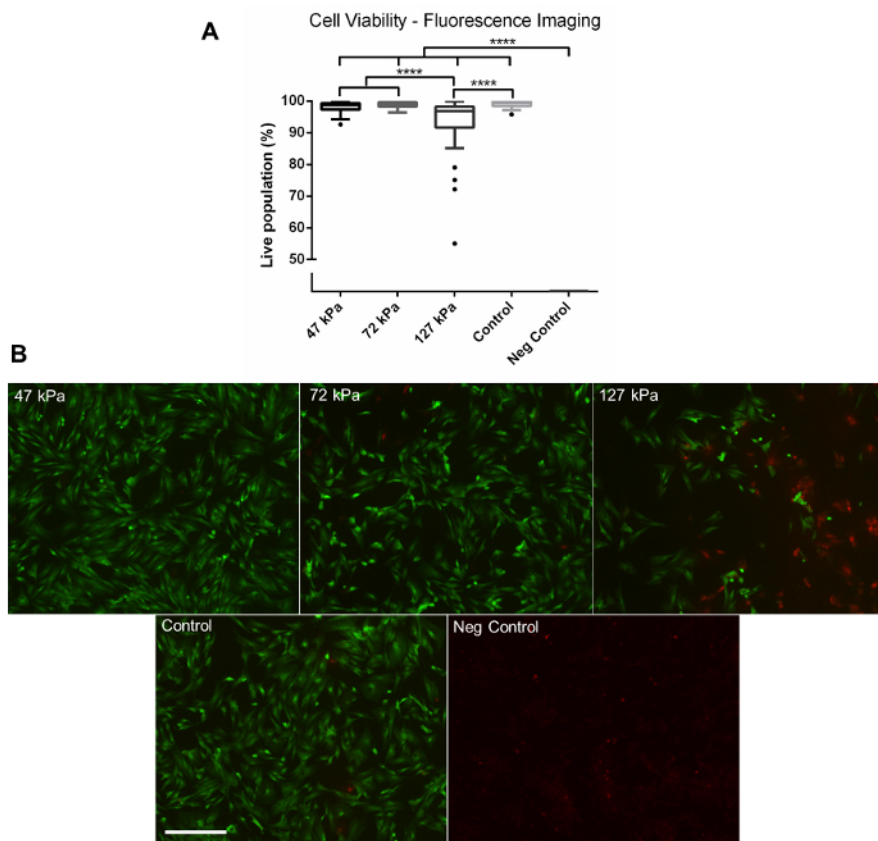 A
Cell Viability - Fluorescence Imaging
****
****
****
Live population (%)
100
90
80
70
60
50
47 kPa
72 kPa
127 kPa
Control
Neg Control
B
47 kPa
72 kPa
127 kPa
Control
Neg Control